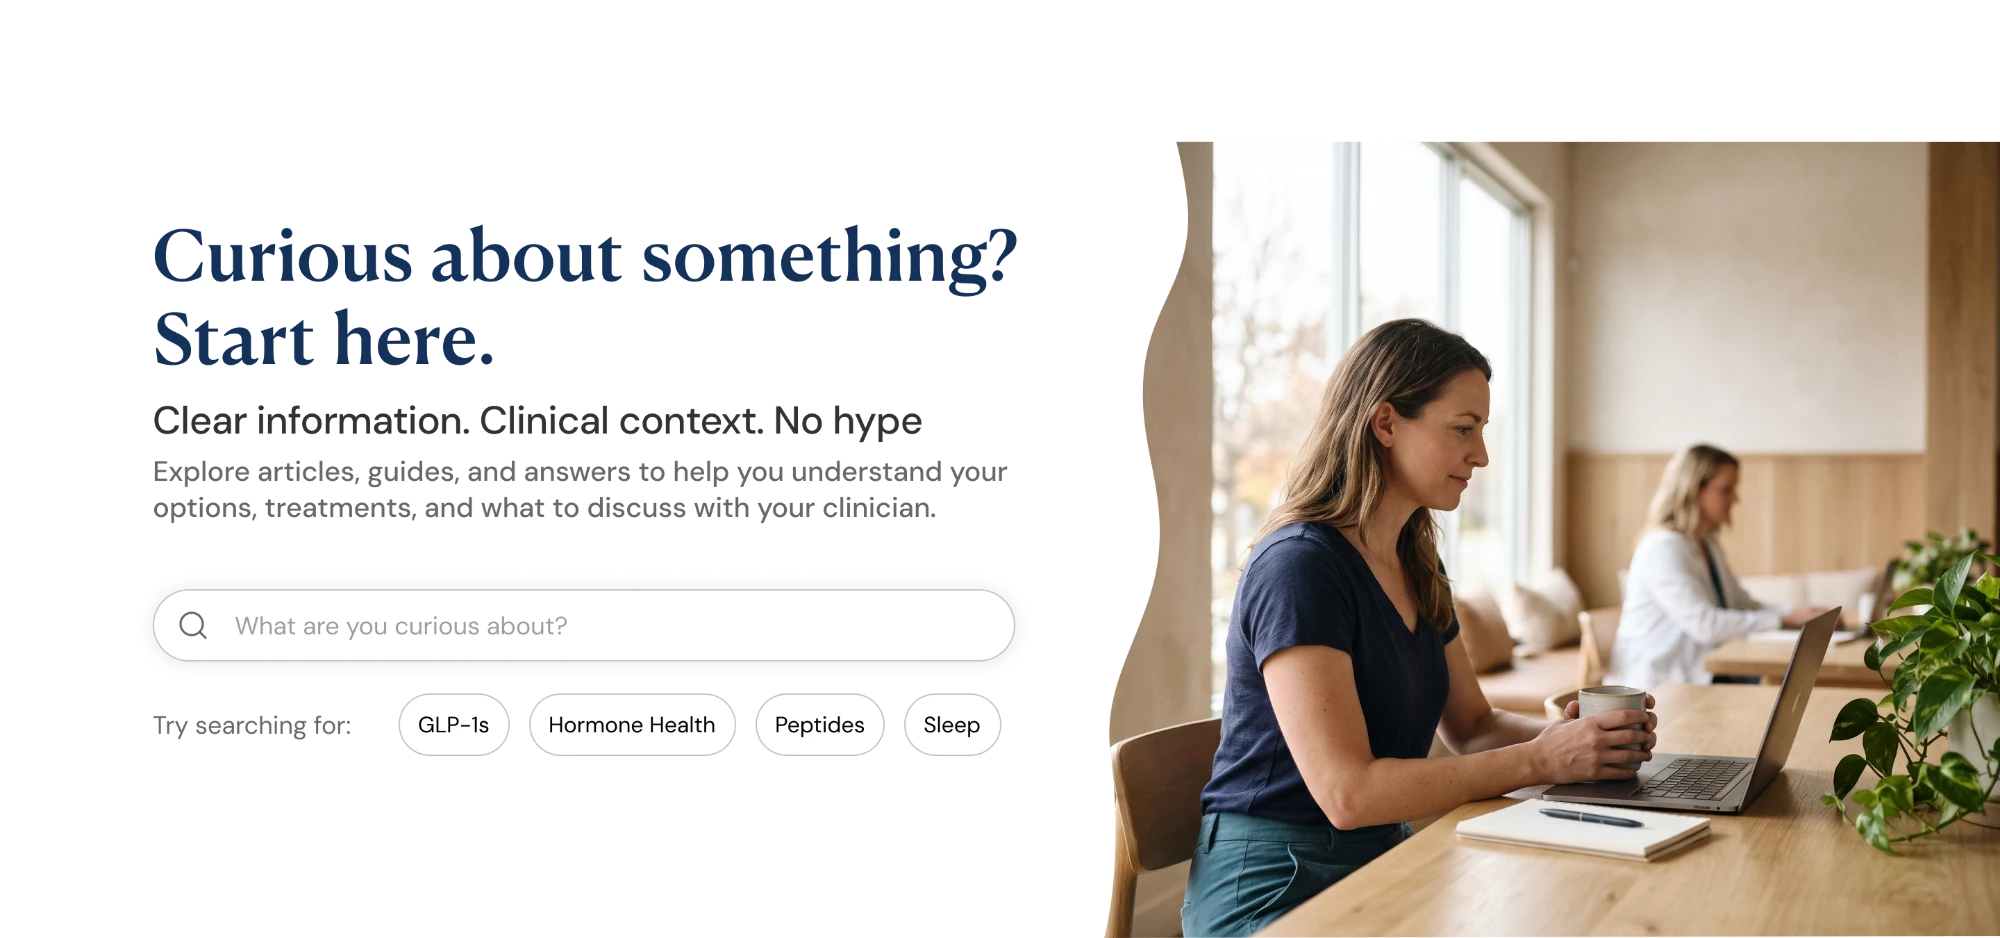 Curious about something?
Start here.
Clear information. Clinical context. No hype
Explore articles, guides, and answers to help you understand your
options, treatments, and what to discuss with your clinician.
What are you curious about?
Try searching for: GLP-1s Hormone Health Peptides Sleep